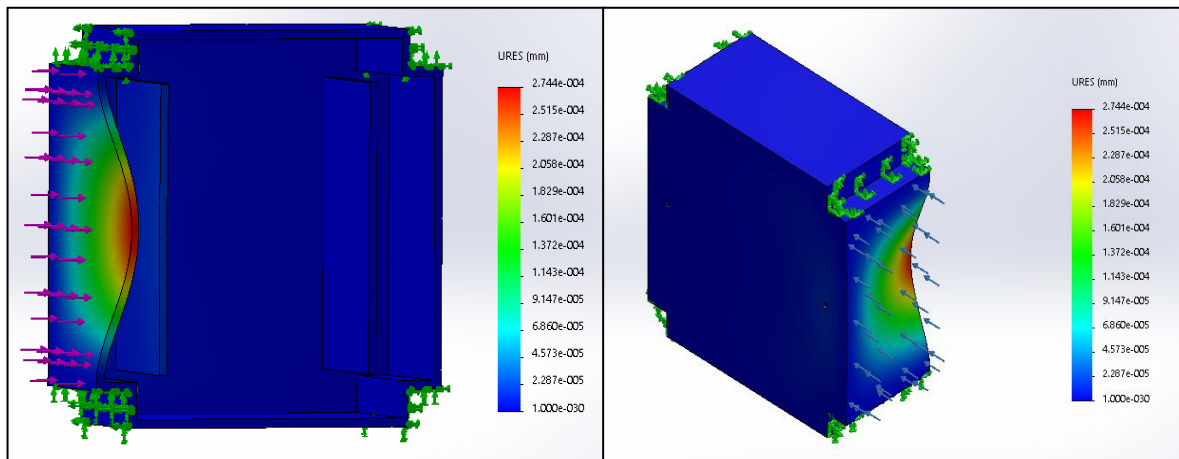 URES (mm)
2.744e-004
2.515e-004
2.287e-004
2.058e-004
1.829e-004
1.601e-004
1.372e-004
1.143e-004
9.147e-005
6.860e-005
4.573e-005
2.287e-005
1.000e-030
URES (mm)
2.744e-004
2.515e-004
2.287e-004
2.058e-004
1.829e-004
1.601e-004
1.372e-004
1.143e-004
9.147e-005
6.860e-005
4.573e-005
2.287e-005
1.000e-030